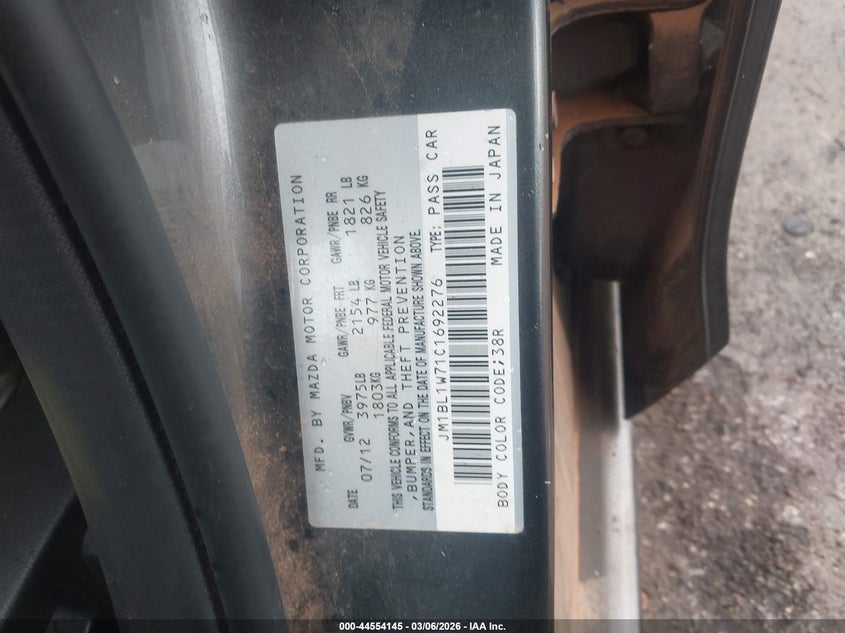 MFD. BY MAZDA MOTOR CORPORATION
DATE GVWR/PNBV GAWR/PNBE FRT GAWR/PNBE RR
07/12 3975LB 2154 LB 1821 LB
1803KG 977 KG 826 KG
THIS VEHICLE CONFORMS TO ALL APPLICABLE FEDERAL MOTOR VEHICLE SAFETY
,BUMPER,AND THEFT PREVENTION
STANDARDS IN EFFECT ON THE DATE OF MANUFACTURE SHOWN ABOVE.
JM1BL1W71C1692276 TYPE: PASS CAR
BODY COLOR CODE;38R MADE IN JAPAN
000-44554145 - 03/06/2026 - IAA Inc.